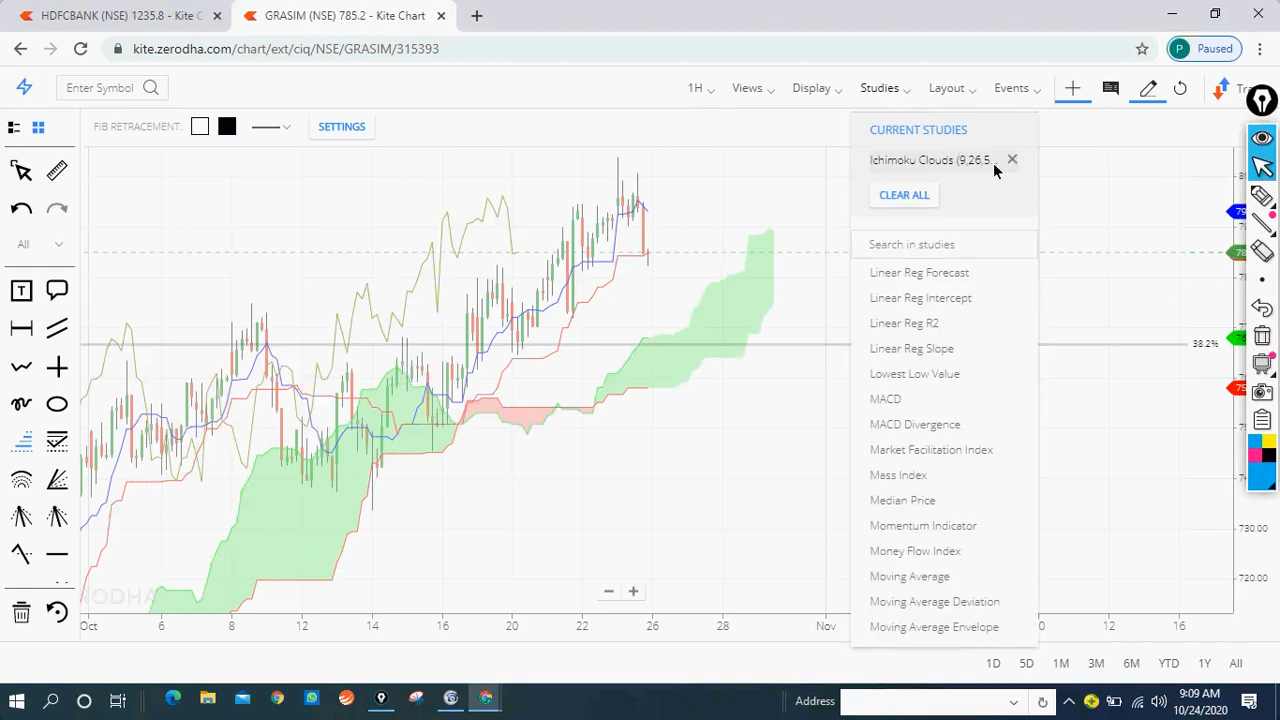 HDFCBANK (NSE) 1235.8 - Kite C
GRASIM (NSE) 785.2 - Kite Chart
kite.zerodha.com/chart/ext/ciq/NSE/GRASIM/315393
P Paused
Enter Symbol
1H
Views
Display
Studies
Layout
Events
FIB RETRACEMENT:
SETTINGS
CURRENT STUDIES
Ichimoku Clouds (9,26,5...
CLEAR ALL
Search in studies
Linear Reg Forecast
Linear Reg Intercept
Linear Reg R2
Linear Reg Slope
Lowest Low Value
MACD
MACD Divergence
Market Facilitation Index
Mass Index
Median Price
Momentum Indicator
Money Flow Index
Moving Average
Moving Average Deviation
Moving Average Envelope
All
38.2%
730.00
720.00
Oct
6
8
12
14
16
20
22
26
28
Nov
12
16
1D
5D
1M
3M
6M
YTD
1Y
All
Address
9:09 AM
10/24/2020